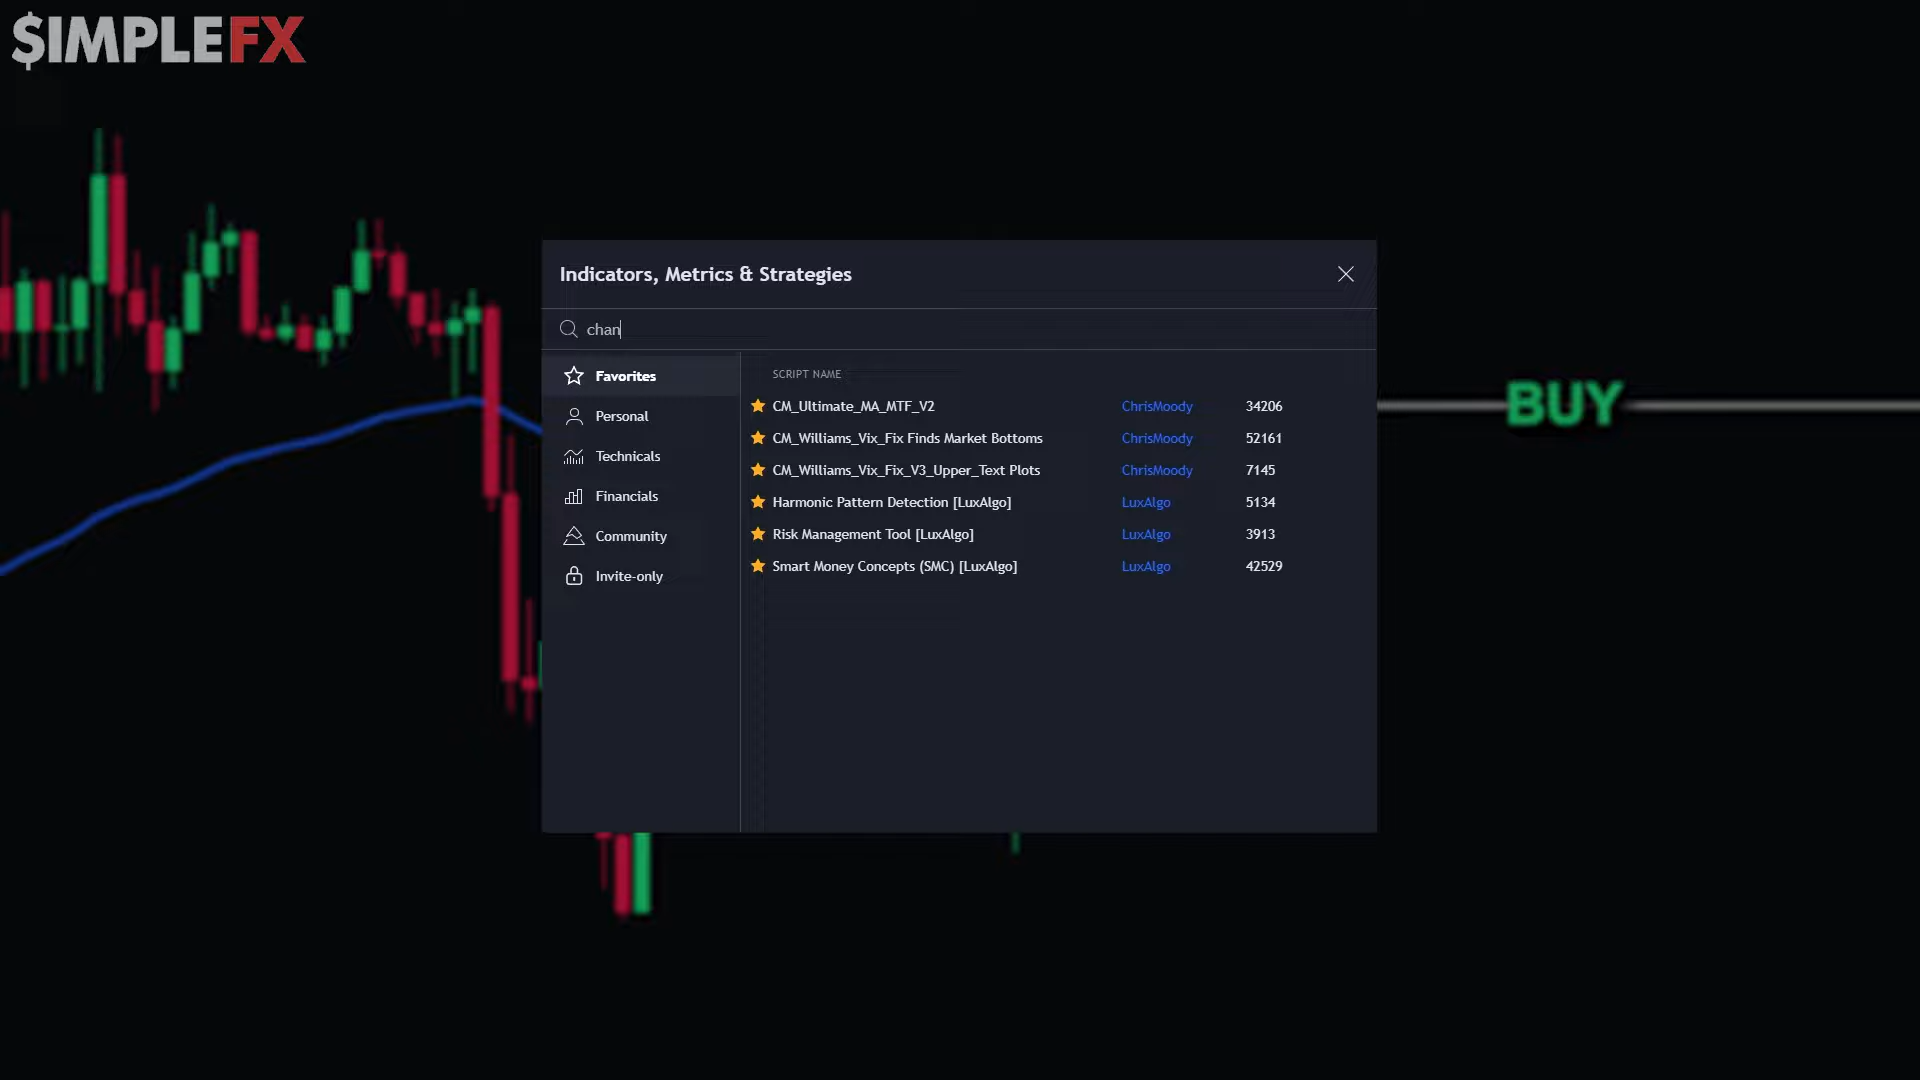 $IMPLEFX
Indicators, Metrics & Strategies
chan
Favorites
Personal
Technicals
Financials
Community
Invite-only
SCRIPT NAME
CM_Ultimate_MA_MTF_V2 ChrisMoody 34206
CM_Williams_Vix_Fix Finds Market Bottoms ChrisMoody 52161
CM_Williams_Vix_Fix_V3_Upper_Text Plots ChrisMoody 7145
Harmonic Pattern Detection [LuxAlgo] LuxAlgo 5134
Risk Management Tool [LuxAlgo] LuxAlgo 3913
Smart Money Concepts (SMC) [LuxAlgo] LuxAlgo 42529
BUY